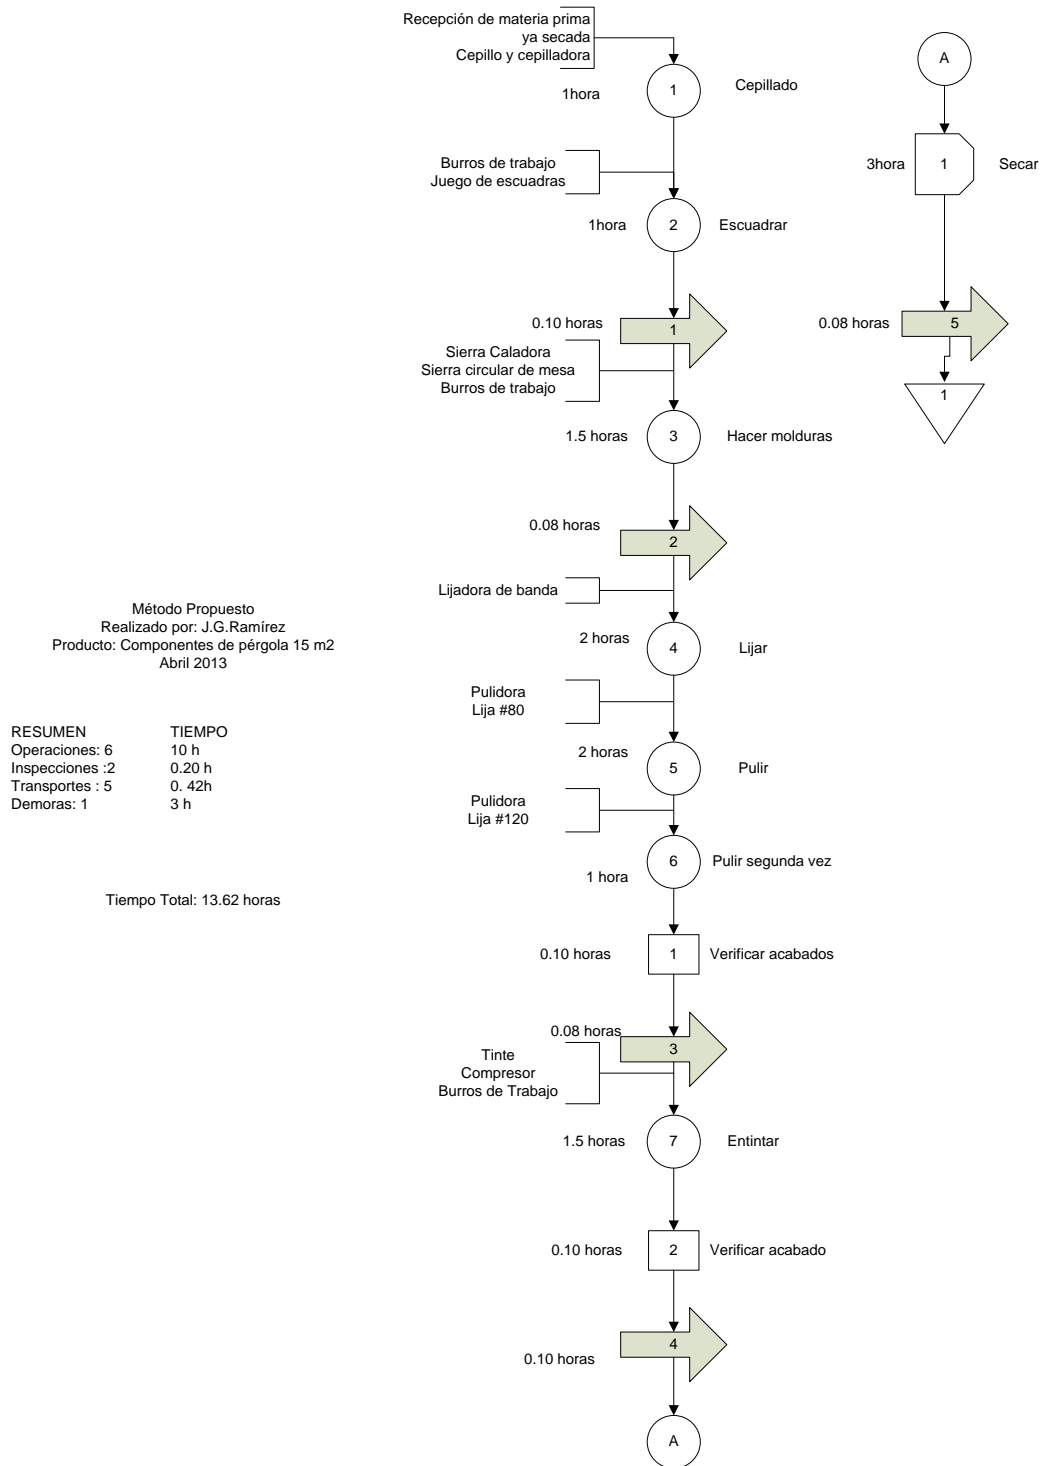 Recepción de materia prima
ya secada
Cepillo y cepilladora
1hora
1
Cepillado
Burros de trabajo
Juego de escuadras
1hora
2
Escuadrar
0.10 horas
1
Sierra Caladora
Sierra circular de mesa
Burros de trabajo
1.5 horas
3
Hacer molduras
0.08 horas
2
Lijadora de banda
2 horas
4
Lijar
Pulidora
Lija #80
2 horas
5
Pulir
Pulidora
Lija #120
1 hora
6
Pulir segunda vez
0.10 horas
1
Verificar acabados
0.08 horas
3
Tinte
Compresor
Burros de Trabajo
1.5 horas
7
Entintar
0.10 horas
2
Verificar acabado
0.10 horas
4
A
A
3hora
1
Secar
0.08 horas
5
1
Método Propuesto
Realizado por: J.G.Ramírez
Producto: Componentes de pérgola 15 m2
Abril 2013
RESUMEN TIEMPO
Operaciones: 6 10 h
Inspecciones :2 0.20 h
Transportes : 5 0. 42h
Demoras: 1 3 h
Tiempo Total: 13.62 horas